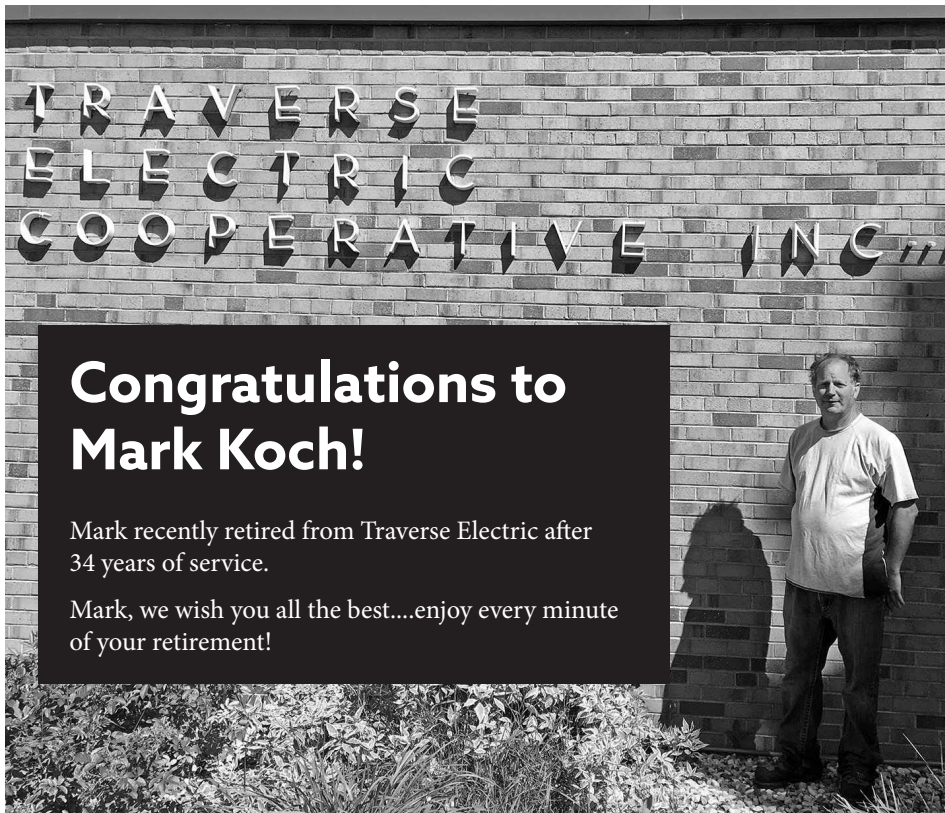 TRAVERSE
ELECTRIC
COOPERATIVE INC
Congratulations to
Mark Koch!
Mark recently retired from Traverse Electric after
34 years of service.
Mark, we wish you all the best....enjoy every minute
of your retirement!